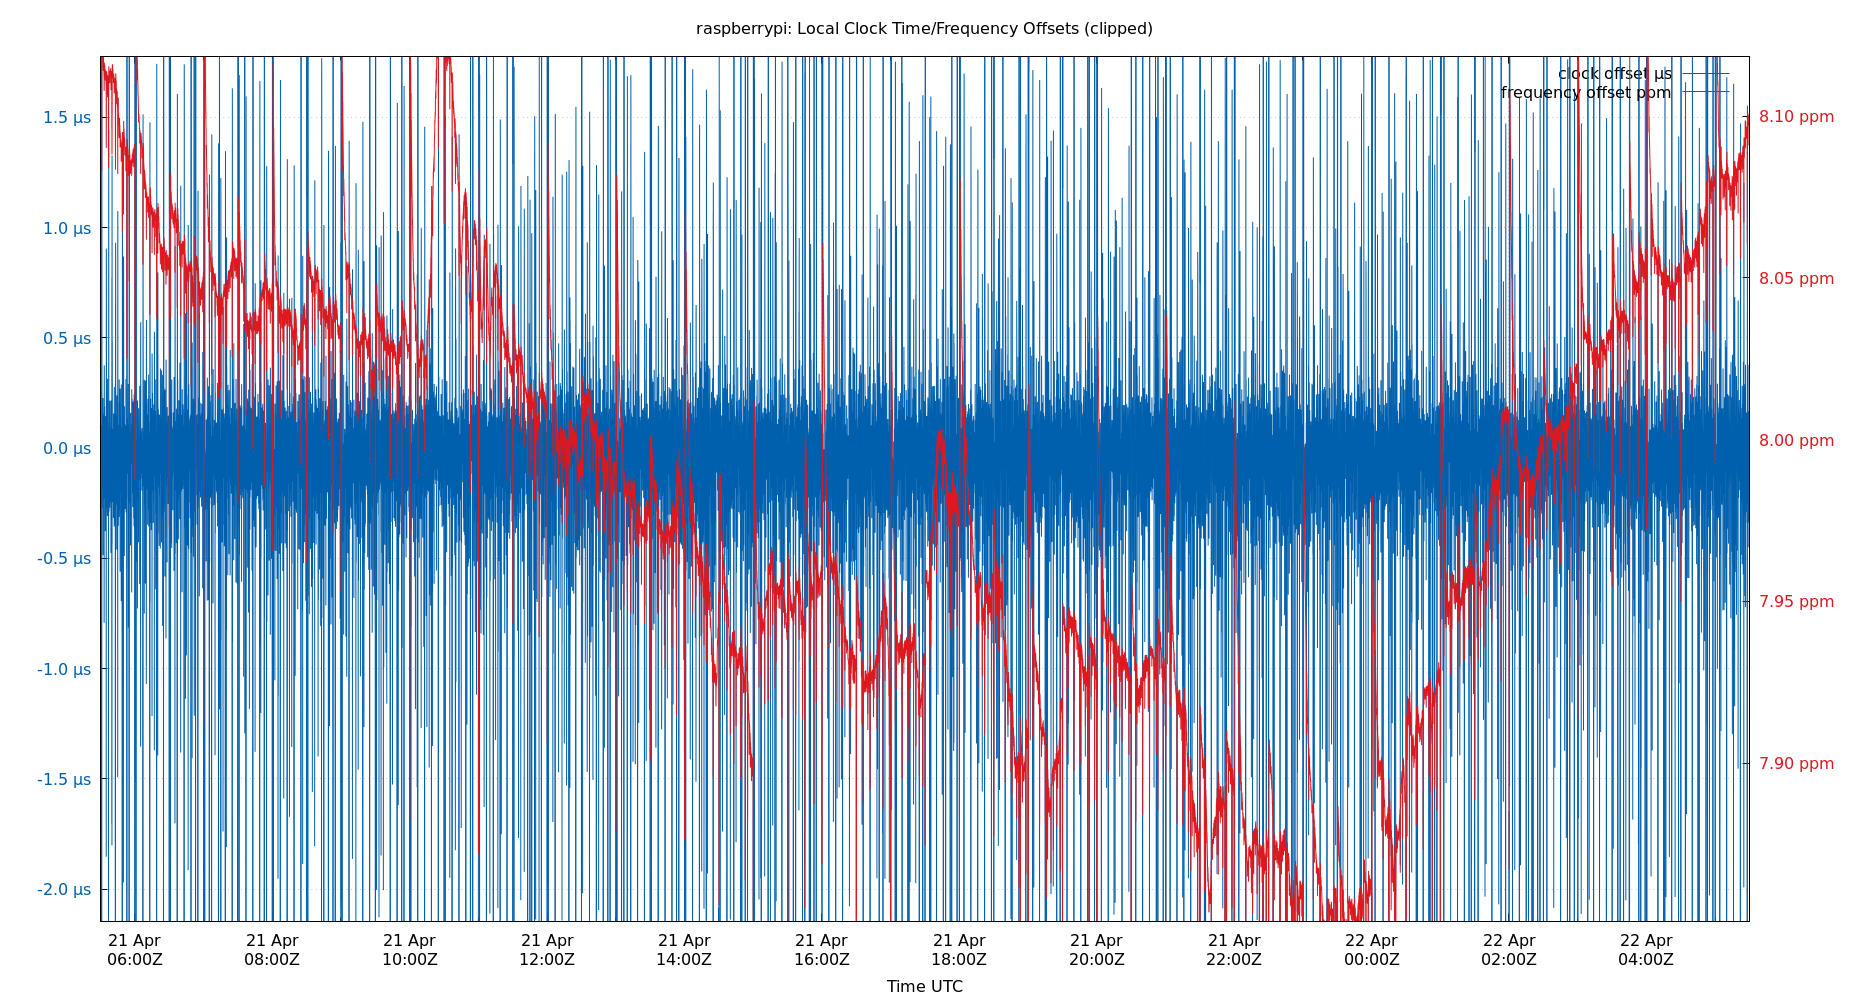 raspberrypi: Local Clock Time/Frequency Offsets (clipped)
clock offset µs
frequency offset ppm
1.5 µs
1.0 µs
0.5 µs
0.0 µs
-0.5 µs
-1.0 µs
-1.5 µs
-2.0 µs
8.10 ppm
8.05 ppm
8.00 ppm
7.95 ppm
7.90 ppm
21 Apr 21 Apr 21 Apr 21 Apr 21 Apr 21 Apr 21 Apr 21 Apr 21 Apr 22 Apr 22 Apr 22 Apr
06:00Z 08:00Z 10:00Z 12:00Z 14:00Z 16:00Z 18:00Z 20:00Z 22:00Z 00:00Z 02:00Z 04:00Z
Time UTC